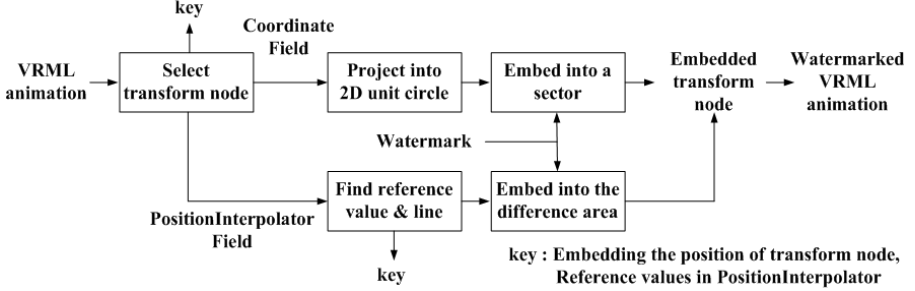 key
Coordinate
Field
VRML
animation
Select
transform node
Project into
2D unit circle
Embed into a
sector
Embedded
transform
node
Watermarked
VRML
animation
Watermark
PositionInterpolator
Field
Find reference
value & line
Embed into the
difference area
key
key : Embedding the position of transform node,
Reference values in PositionInterpolator